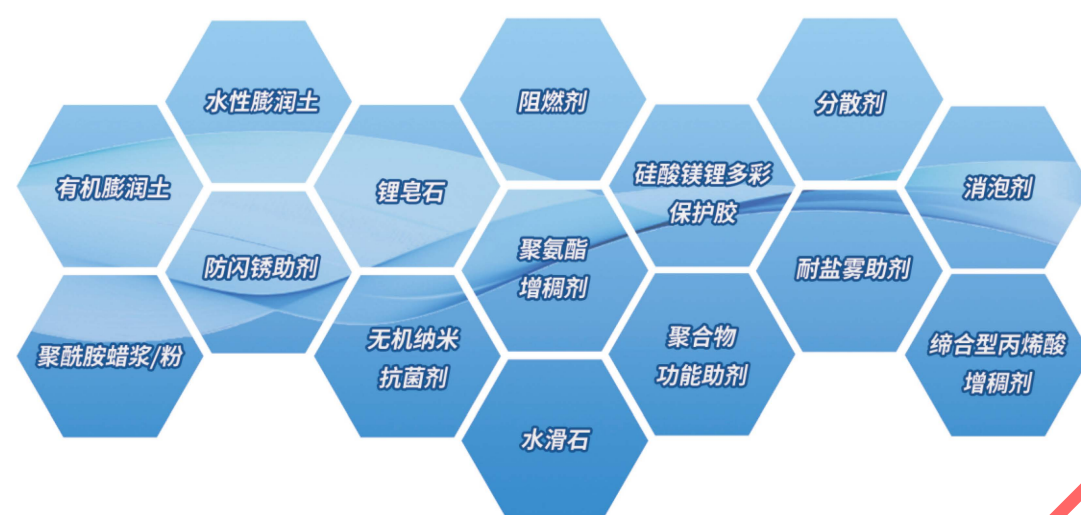 水性膨润土
阻燃剂
分散剂
有机膨润土
锂皂石
硅酸镁锂多彩
保护胶
消泡剂
防闪锈助剂
聚氨酯
增稠剂
耐盐雾助剂
聚酰胺蜡浆/粉
无机纳米
抗菌剂
聚合物
功能助剂
缔合型丙烯酸
增稠剂
水滑石